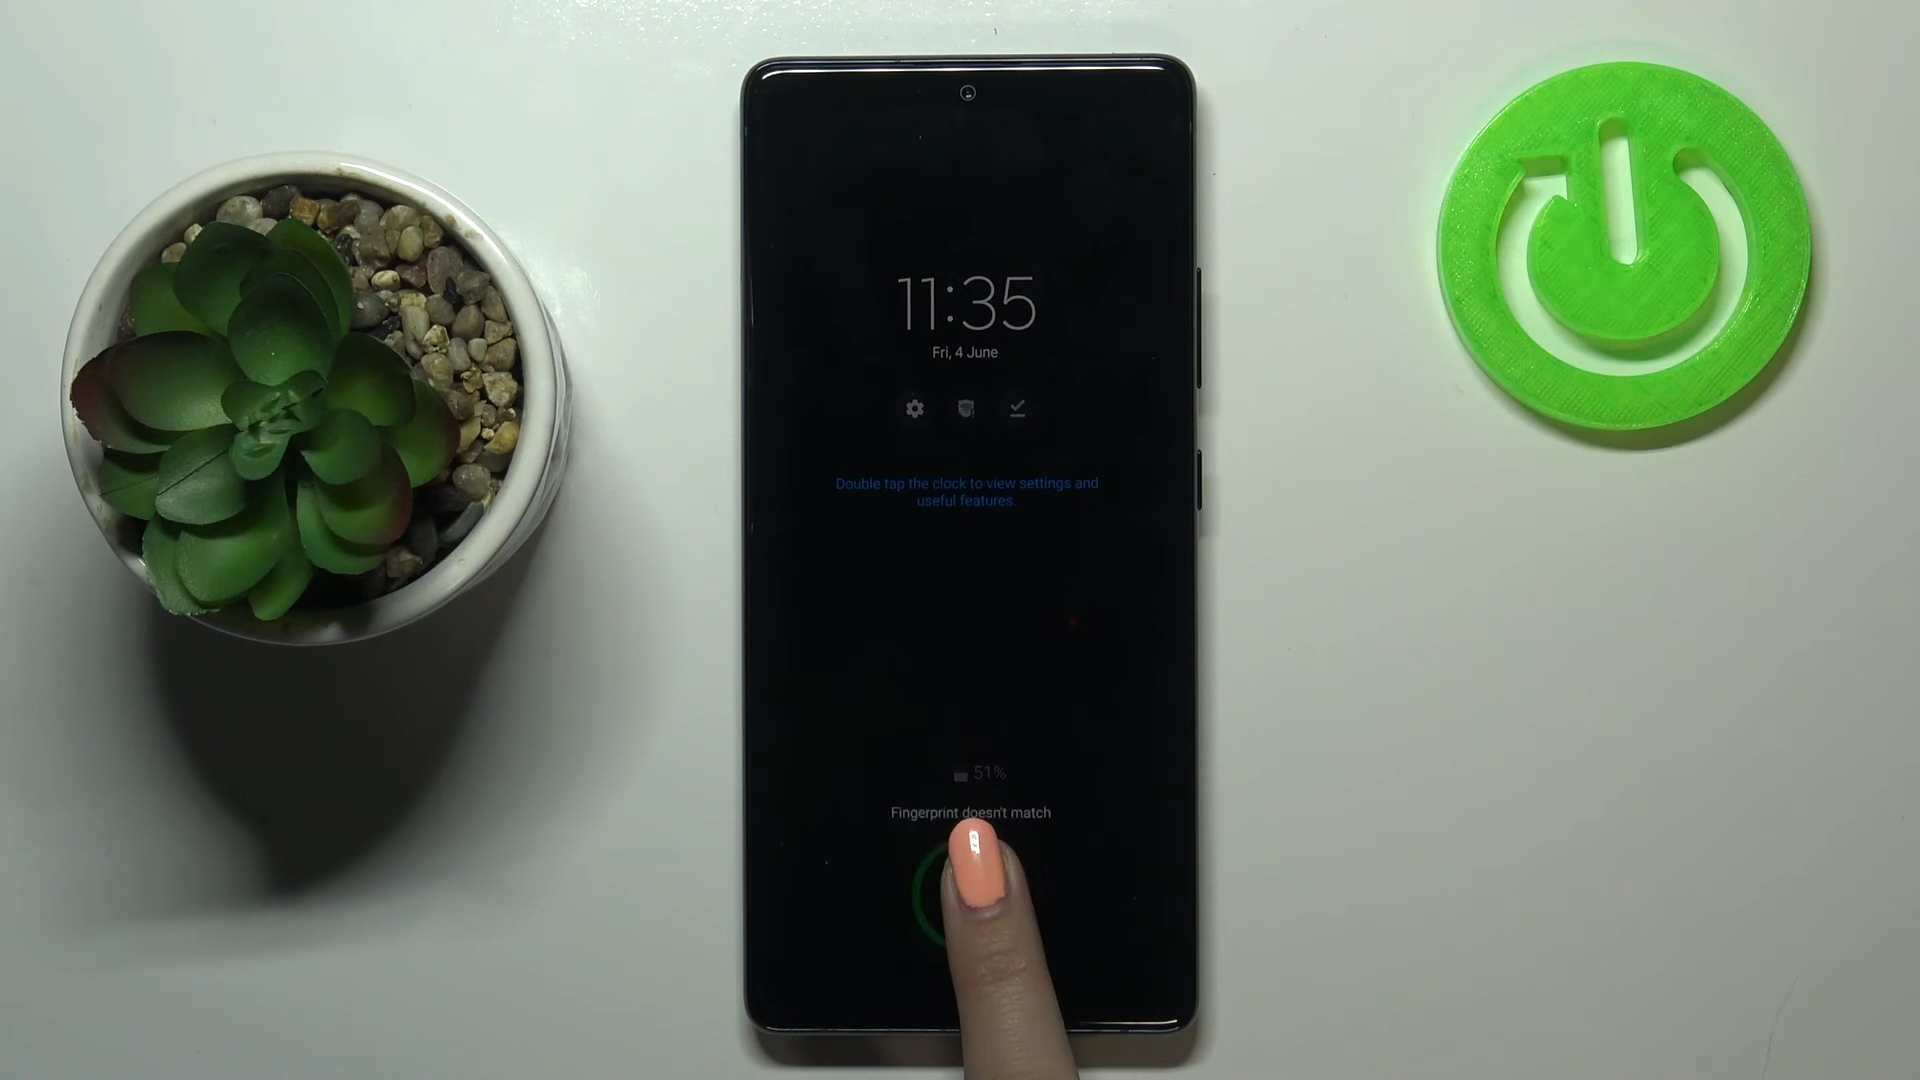 11:35
Fri, 4 June
Double tap the clock to view settings and
useful features.
51%
Fingerprint doesn't match